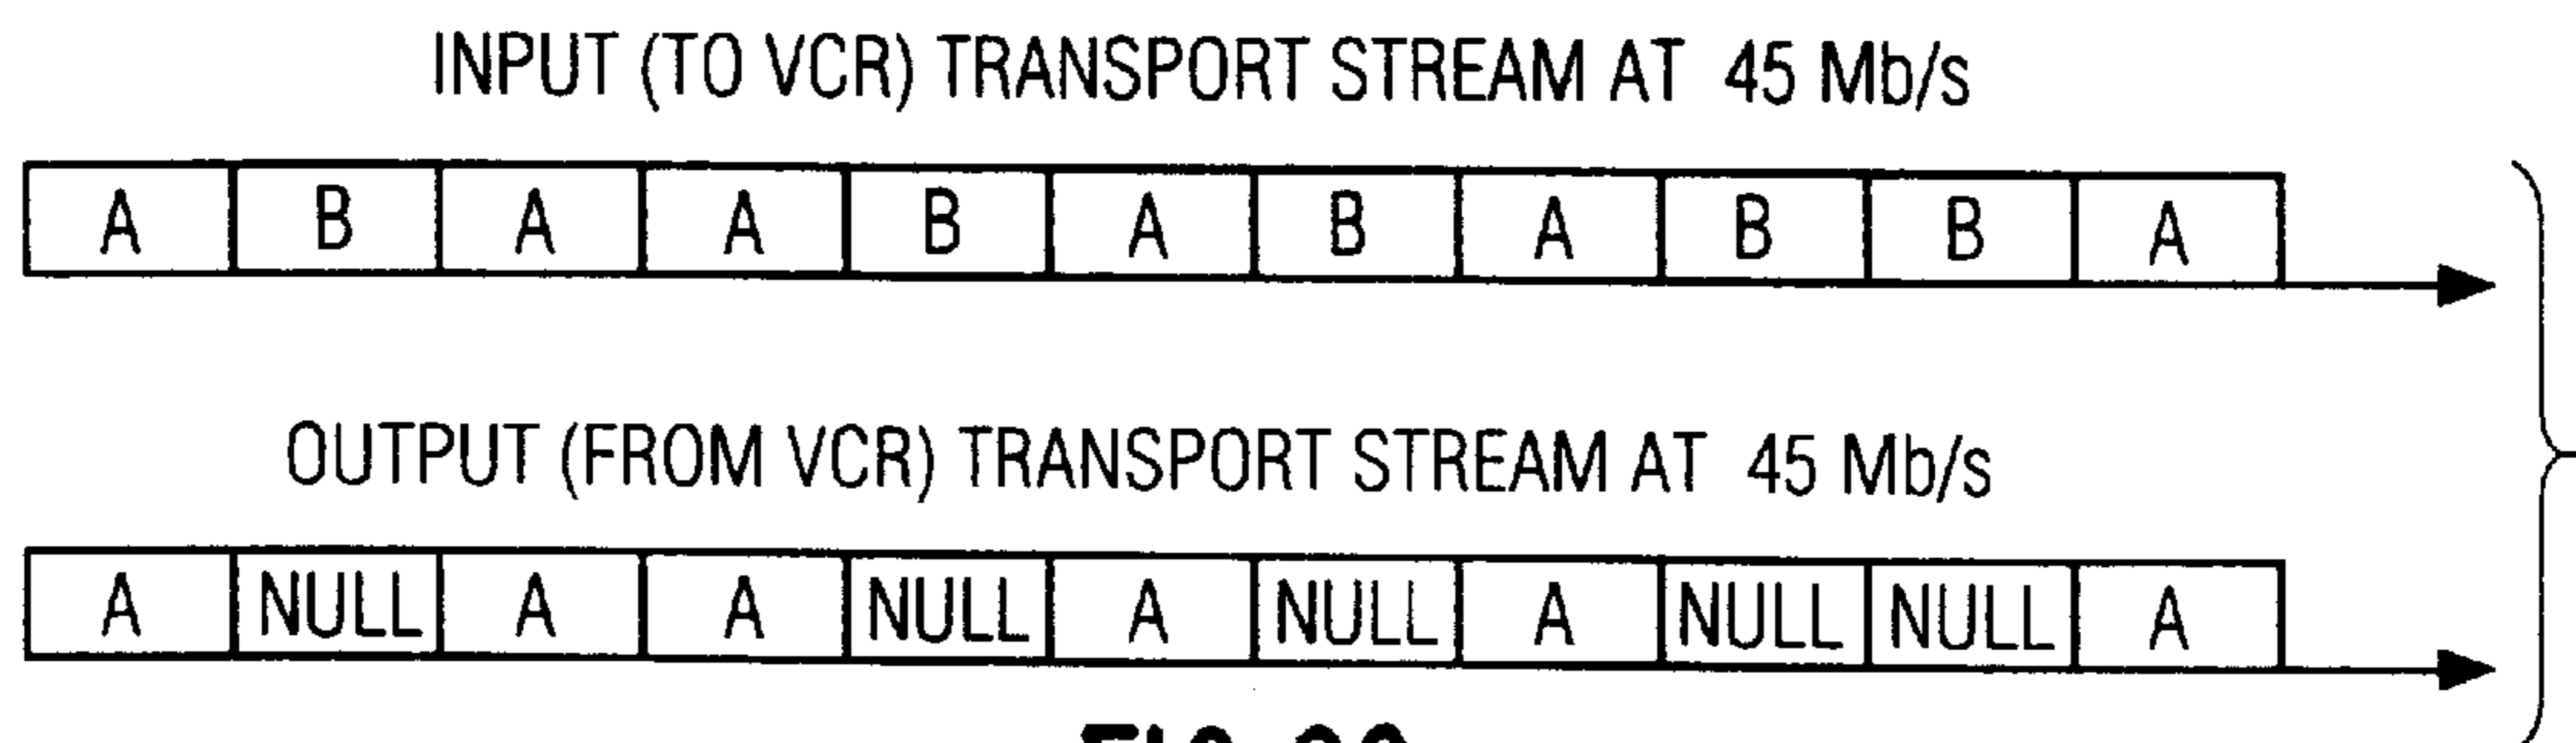 INPUT (TO VCR) TRANSPORT STREAM AT 45 Mb/s
A B A A B A B A B B A
OUTPUT (FROM VCR) TRANSPORT STREAM AT 45 Mb/s
A NULL A A NULL A NULL A NULL NULL A